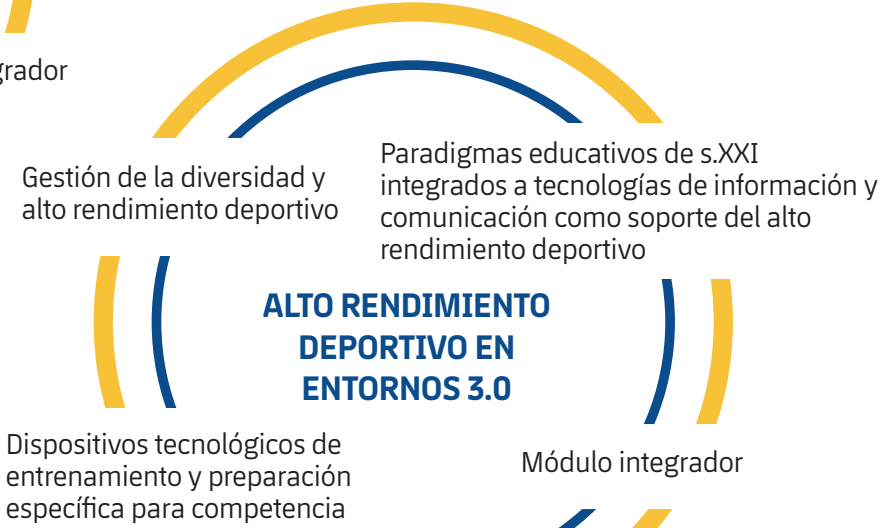 Gestión de la diversidad y
alto rendimiento deportivo
Paradigmas educativos de s.XXI
integrados a tecnologías de información y
comunicación como soporte del alto
rendimiento deportivo
ALTO RENDIMIENTO
DEPORTIVO EN
ENTORNOS 3.0
Dispositivos tecnológicos de
entrenamiento y preparación
específica para competencia
Módulo integrador